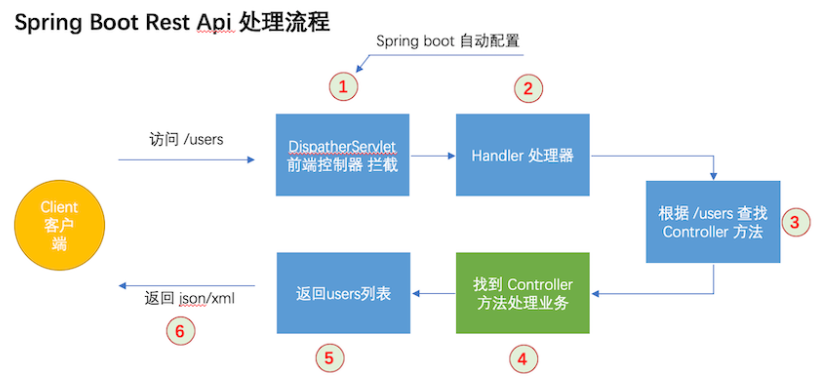 Spring Boot Rest Api 处理流程
Spring boot 自动配置
1
2
访问 /users
DispatherServlet
前端控制器 拦截
Handler 处理器
Client
客户
端
根据 /users 查找
Controller 方法
3
返回 json/xml
返回users列表
找到 Controller
方法处理业务
6
5
4